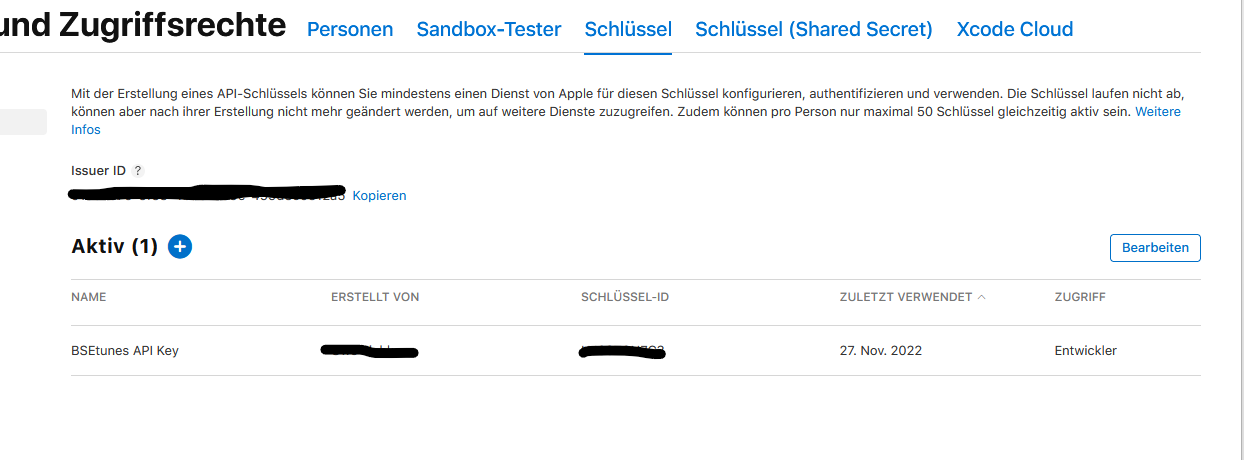 und Zugriffsrechte Personen Sandbox-Tester Schlüssel Schlüssel (Shared Secret) Xcode Cloud
Mit der Erstellung eines API-Schlüssels können Sie mindestens einen Dienst von Apple für diesen Schlüssel konfigurieren, authentifizieren und verwenden. Die Schlüssel laufen nicht ab,
können aber nach ihrer Erstellung nicht mehr geändert werden, um auf weitere Dienste zuzugreifen. Zudem können pro Person nur maximal 50 Schlüssel gleichzeitig aktiv sein. Weitere
Infos
Issuer ID ?
Kopieren
Aktiv (1) +
Bearbeiten
NAME ERSTELLT VON SCHLÜSSEL-ID ZULETZT VERWENDET ZUGRIFF
BSEtunes API Key 27. Nov. 2022 Entwickler